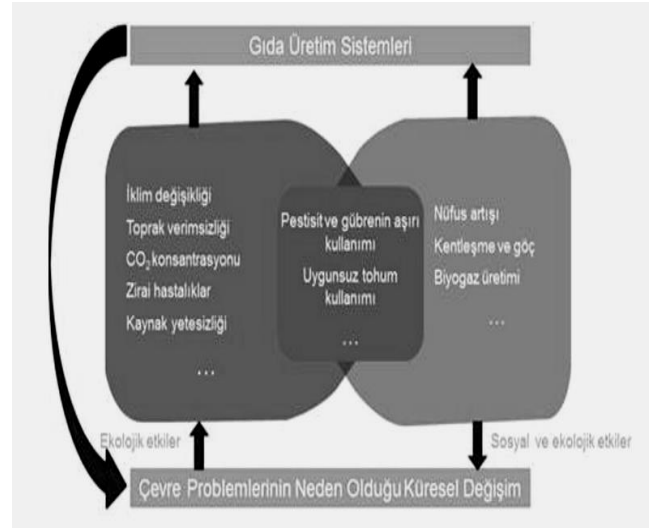 Gıda Üretim Sistemleri
İklim değişikliği
Toprak verimsizliği
CO₂ konsantrasyonu
Zirai hastalıklar
Kaynak yetesizliği
...
Pestisit ve gübrenin aşırı
kullanımı
Uygunsuz tohum
kullanımı
...
Nüfus artışı
Kentleşme ve göç
Biyogaz üretimi
...
Ekolojik etkiler
Sosyal ve ekolojik etkiler
Çevre Problemlerinin Neden Olduğu Küresel Değişim